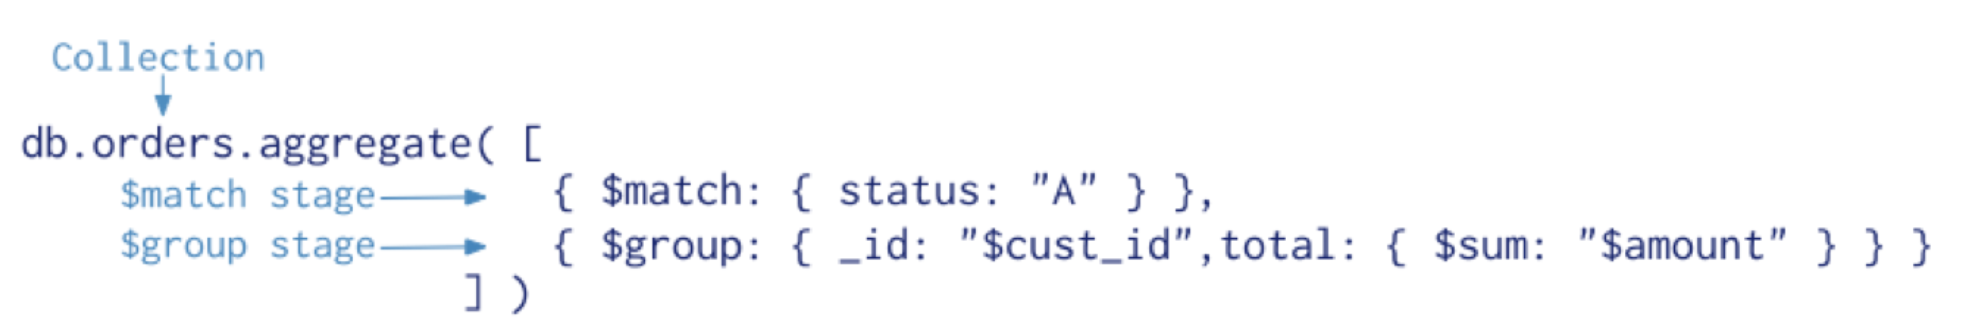 Collection
db.orders.aggregate( [
$match stage { $match: { status: "A" } },
$group stage { $group: { _id: "$cust_id",total: { $sum: "$amount" } } }
] )